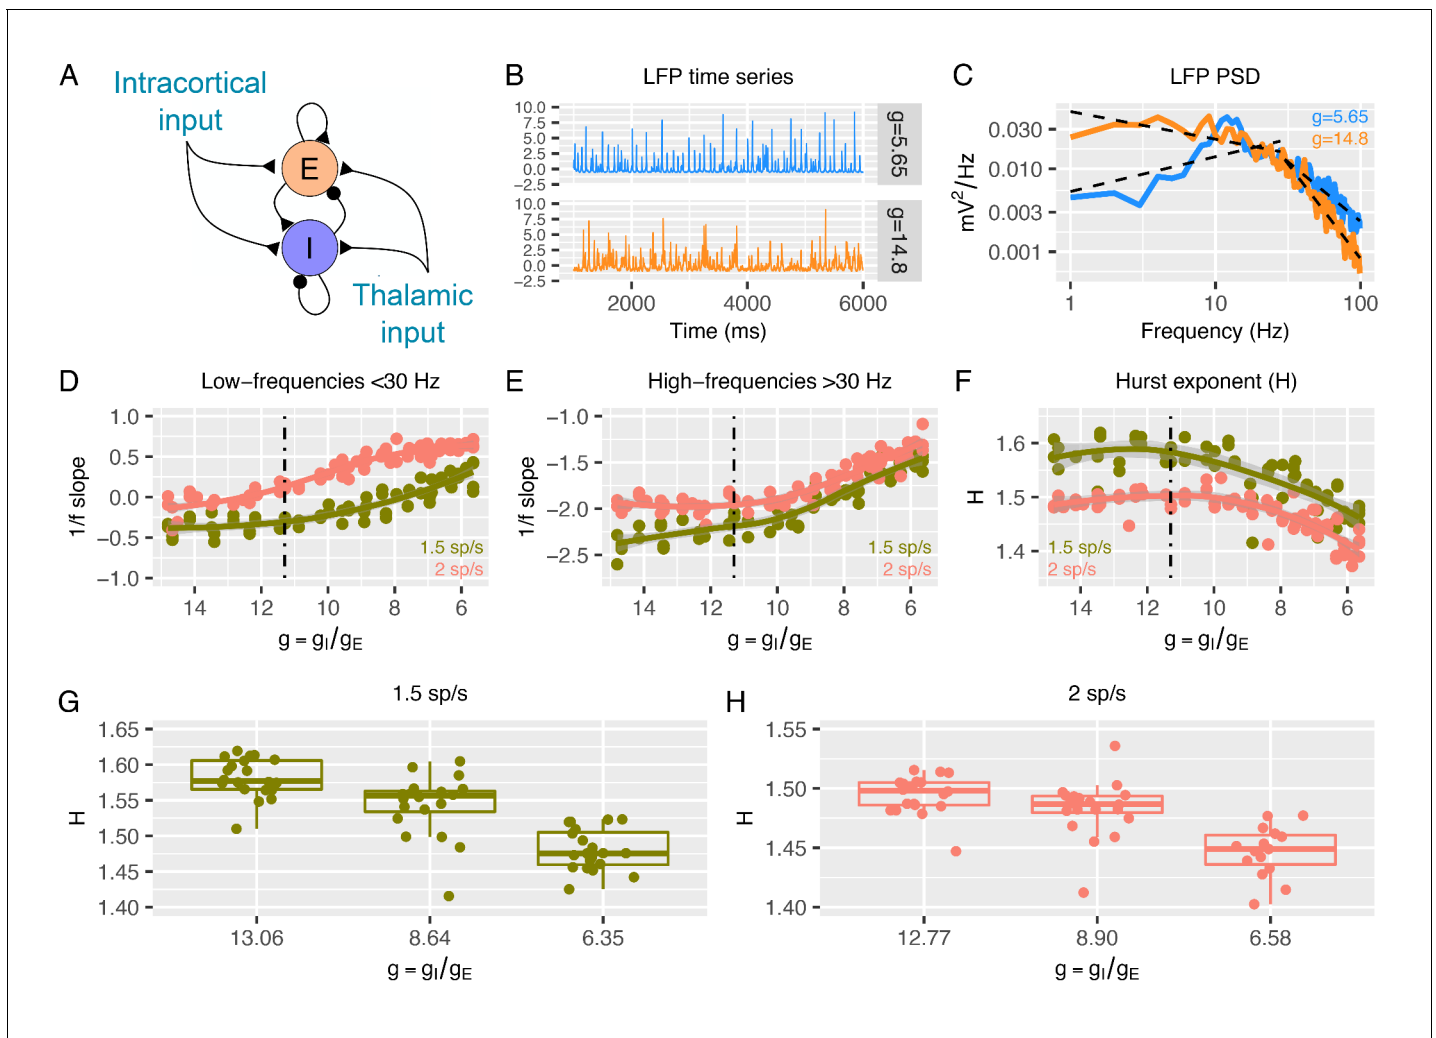 A
Intracortical
input
E
I
Thalamic
input
B
LFP time series
10.0
7.5
5.0
2.5
0.0
−2.5
g=5.65
10.0
7.5
5.0
2.5
0.0
−2.5
g=14.8
2000 4000 6000
Time (ms)
C
LFP PSD
g=5.65
g=14.8
mV²/Hz
0.030
0.010
0.003
0.001
1 10 100
Frequency (Hz)
D
Low−frequencies <30 Hz
1/f slope
1.0
0.5
0.0
−0.5
−1.0
1.5 sp/s
2 sp/s
14 12 10 8 6
g = gI/gE
E
High−frequencies >30 Hz
1/f slope
−1.0
−1.5
−2.0
−2.5
1.5 sp/s
2 sp/s
14 12 10 8 6
g = gI/gE
F
Hurst exponent (H)
H
1.6
1.5
1.4
1.5 sp/s
2 sp/s
14 12 10 8 6
g = gI/gE
G
1.5 sp/s
H
1.65
1.60
1.55
1.50
1.45
1.40
13.06 8.64 6.35
g = gI/gE
H
2 sp/s
H
1.55
1.50
1.45
1.40
12.77 8.90 6.58
g = gI/gE